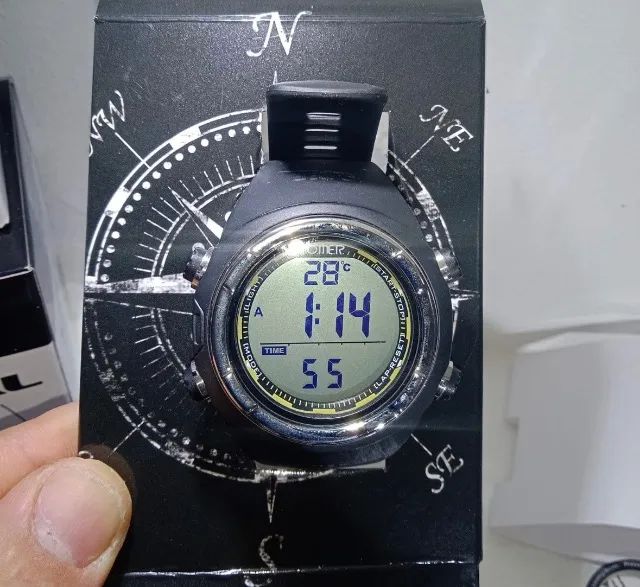 N
NW
NE
28°C
[LIGHT]
[START·STOP]
A
1:14
TIME
[MODE]
[LAP·RESET]
55
SE
S